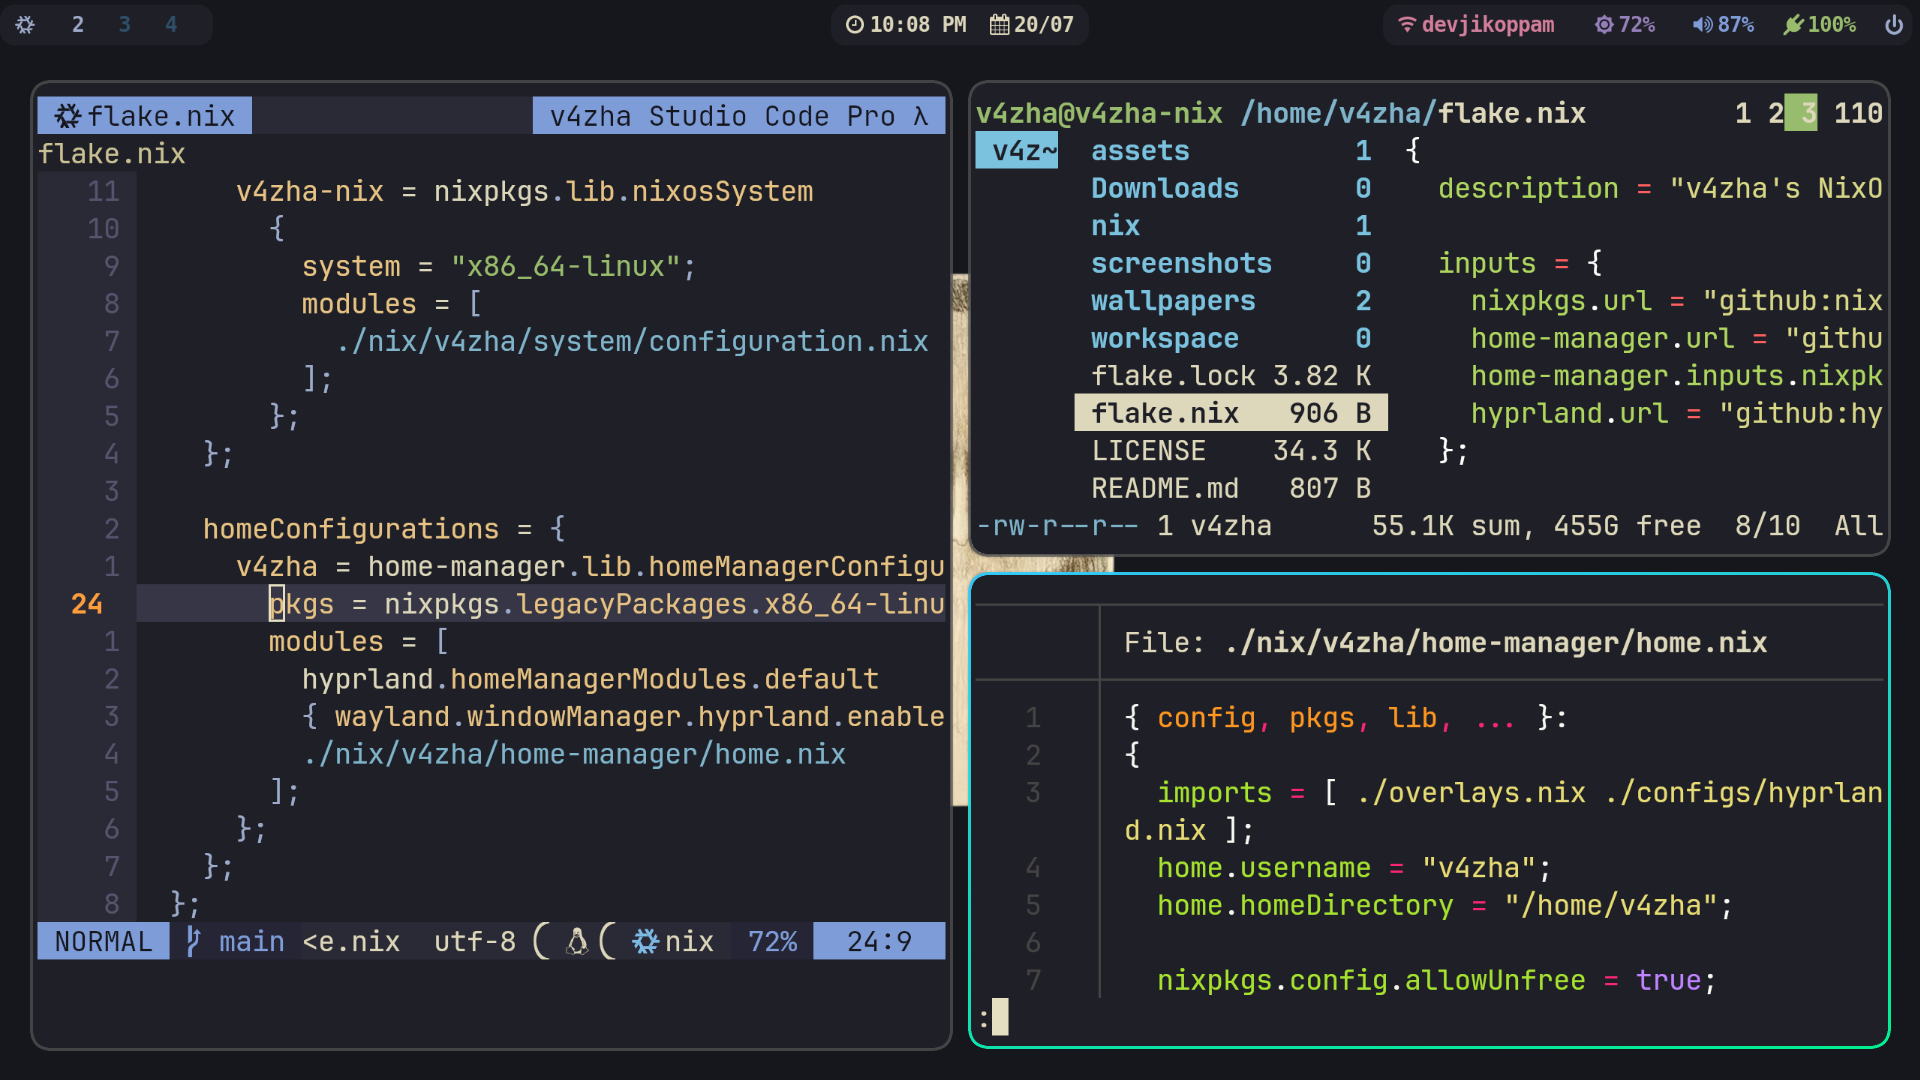 2 3 4
10:08 PM 20/07
devjikoppam 72% 87% 100%
flake.nix v4zha Studio Code Pro λ
flake.nix
11 v4zha-nix = nixpkgs.lib.nixosSystem
10 {
9 system = "x86_64-linux";
8 modules = [
7 ./nix/v4zha/system/configuration.nix
6 ];
5 };
4 };
3
2 homeConfigurations = {
1 v4zha = home-manager.lib.homeManagerConfigu
24 pkgs = nixpkgs.legacyPackages.x86_64-linu
1 modules = [
2 hyprland.homeManagerModules.default
3 { wayland.windowManager.hyprland.enable
4 ./nix/v4zha/home-manager/home.nix
5 ];
6 };
7 };
8 };
NORMAL main <e.nix utf-8 nix 72% 24:9
v4zha@v4zha-nix /home/v4zha/flake.nix 1 2 3 110
v4z~ assets 1 {
Downloads 0 description = "v4zha's NixO
nix 1
screenshots 0 inputs = {
wallpapers 2 nixpkgs.url = "github:nix
workspace 0 home-manager.url = "githu
flake.lock 3.82 K home-manager.inputs.nixpk
flake.nix 906 B hyprland.url = "github:hy
LICENSE 34.3 K };
README.md 807 B
-rw-r--r-- 1 v4zha 55.1K sum, 455G free 8/10 All
File: ./nix/v4zha/home-manager/home.nix
1 { config, pkgs, lib, ... }:
2 {
3 imports = [ ./overlays.nix ./configs/hyprlan
d.nix ];
4 home.username = "v4zha";
5 home.homeDirectory = "/home/v4zha";
6
7 nixpkgs.config.allowUnfree = true;
: